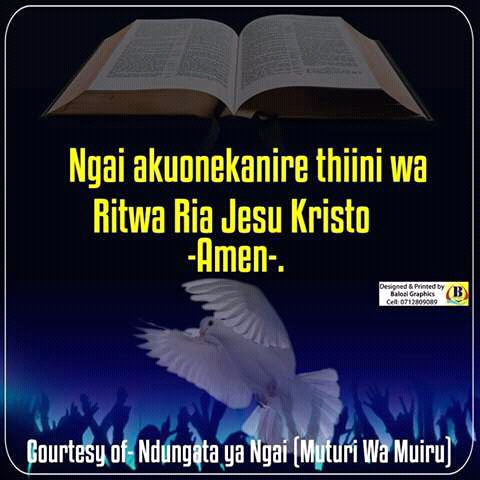 Ngai akuonekanire thiini wa
Ritwa Ria Jesu Kristo
-Amen-.
Designed & Printed by
Balozi Graphics
Cell: 0712809089
B
Courtesy of- Ndungata ya Ngai (Muturi Wa Muiru)